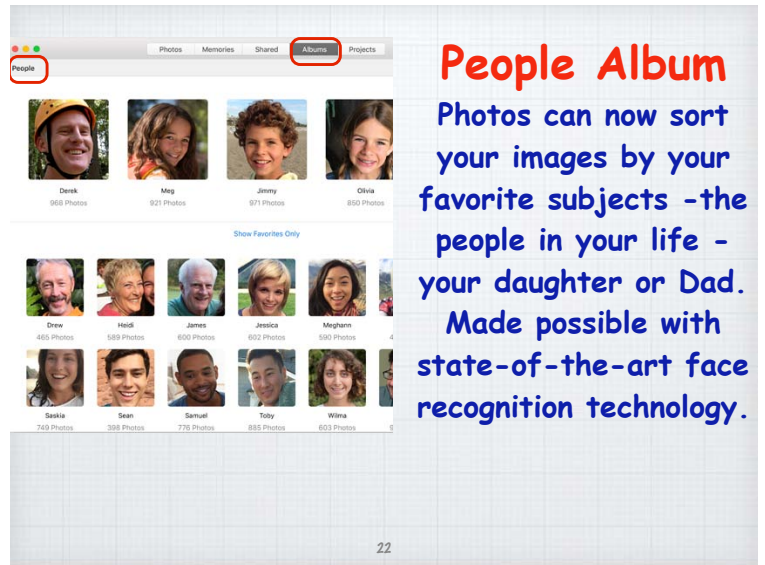 Photos Memories Shared Albums Projects
People
Derek Meg Jimmy Olivia
968 Photos 921 Photos 971 Photos 850 Photos
Show Favorites Only
Drew Heidi James Jessica Meghann
465 Photos 589 Photos 600 Photos 602 Photos 590 Photos
Saskia Sean Samuel Toby Wilma
749 Photos 398 Photos 776 Photos 885 Photos 603 Photos
People Album
Photos can now sort
your images by your
favorite subjects -the
people in your life -
your daughter or Dad.
Made possible with
state-of-the-art face
recognition technology.
22